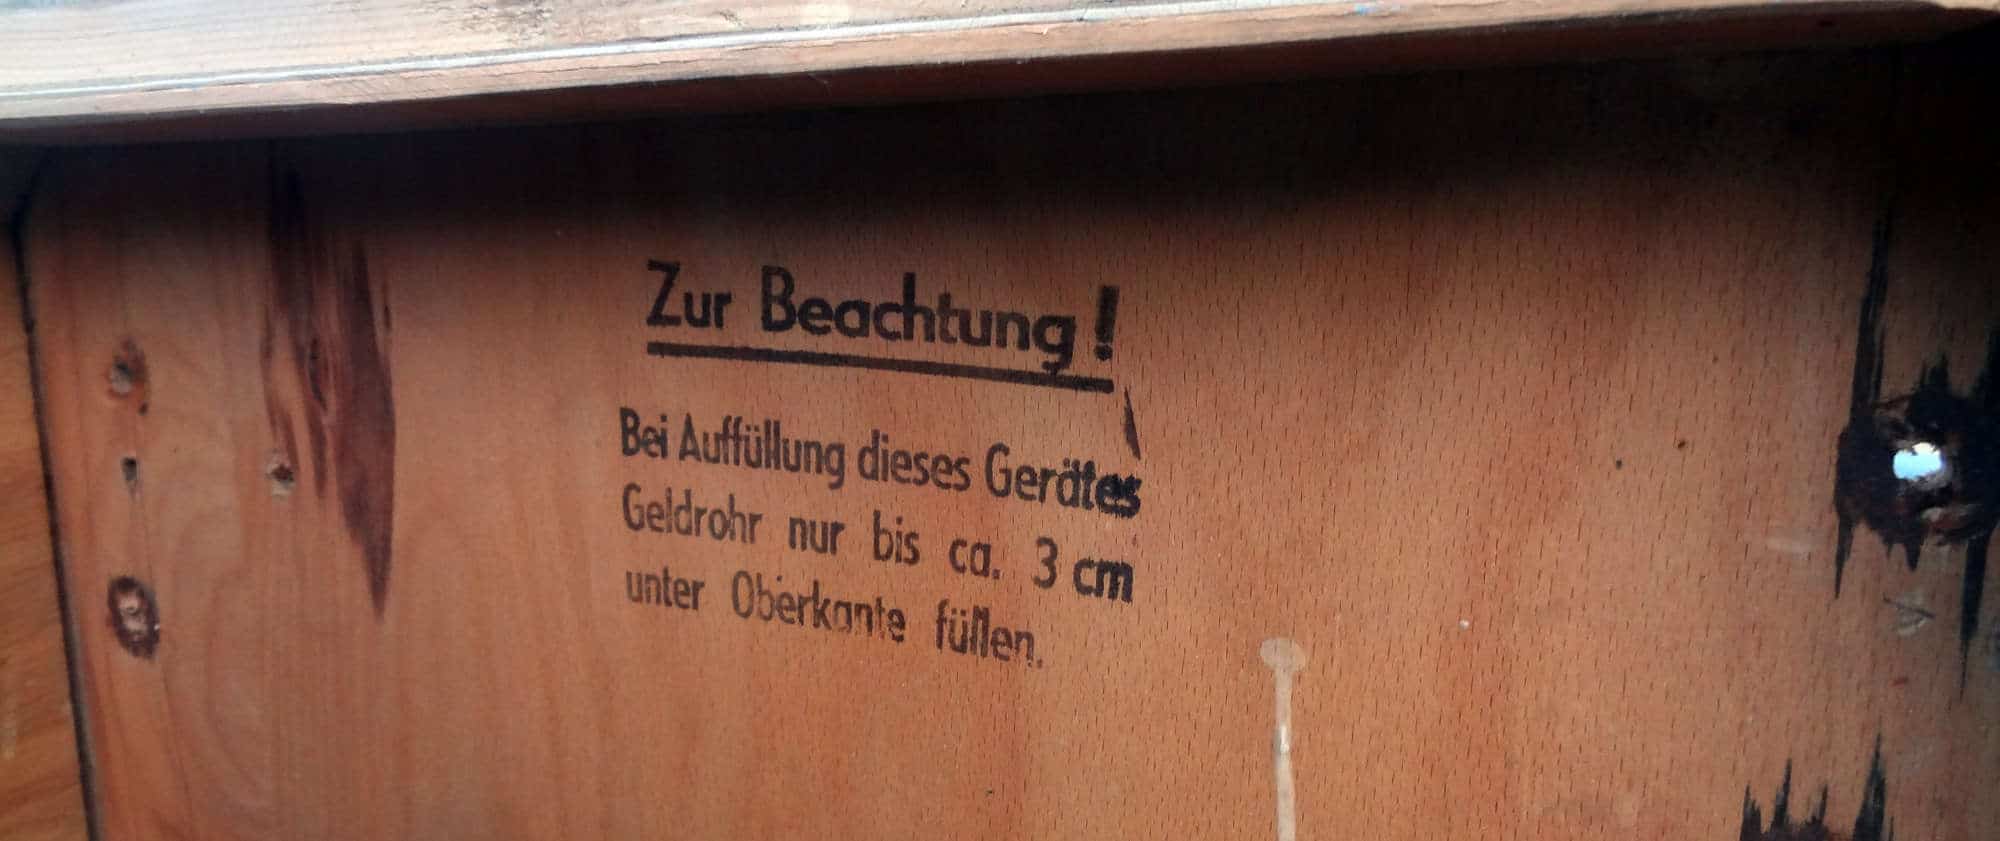 Zur Beachtung!
Bei Auffüllung dieses Gerätes
Geldrohr nur bis ca. 3 cm
unter Oberkante füllen.